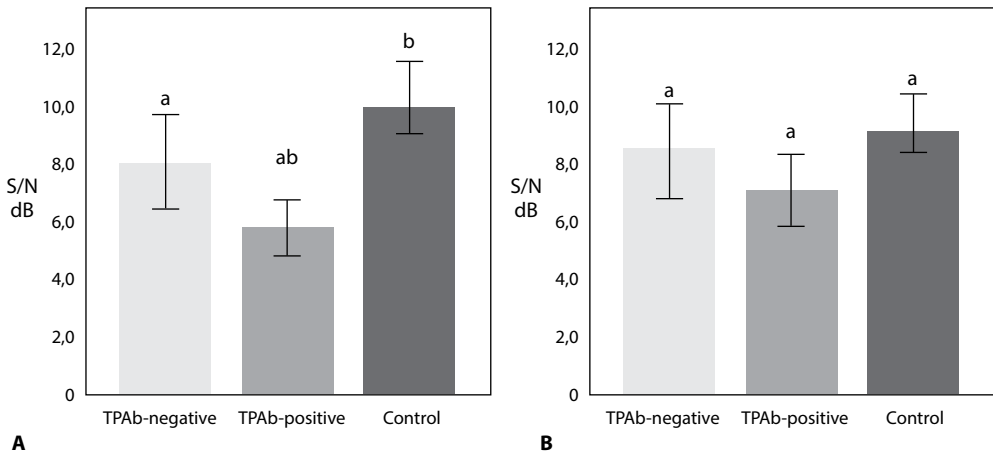 12,0
10,0
8,0
6,0
4,0
2,0
0
S/N
dB
a
ab
b
TPAb-negative TPAb-positive Control
A
12,0
10,0
8,0
6,0
4,0
2,0
0
S/N
dB
a
a
a
TPAb-negative TPAb-positive Control
B